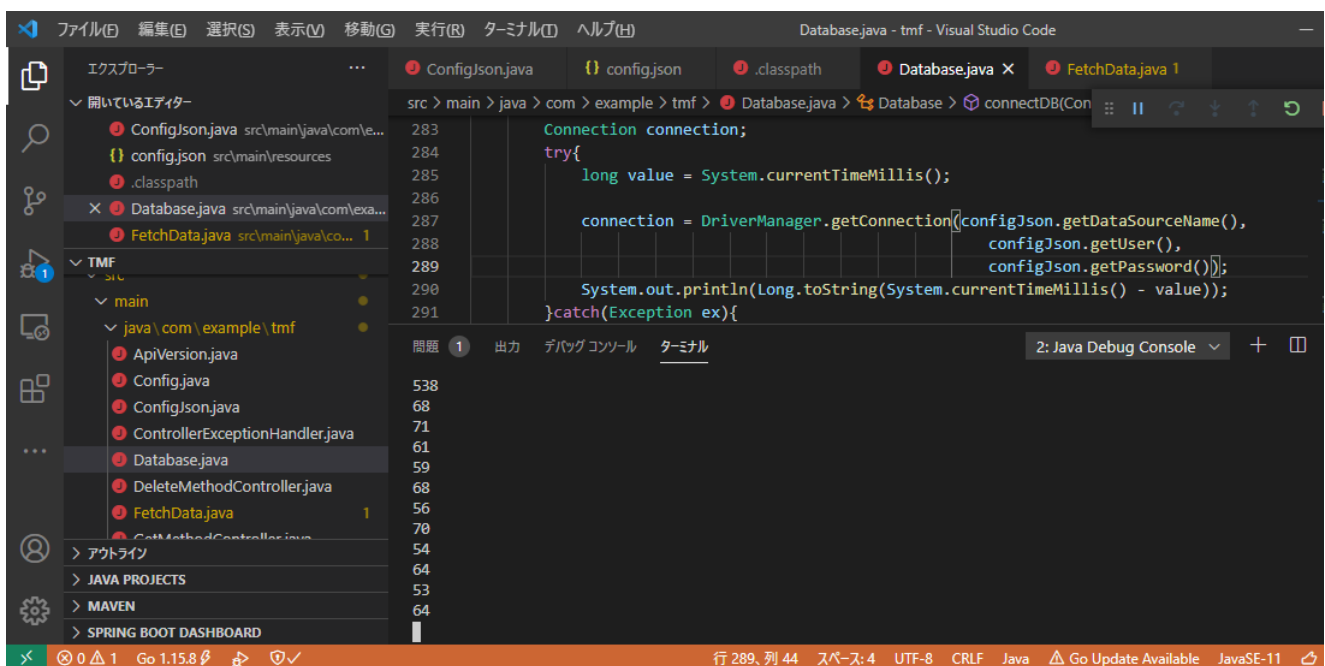 ファイル(F) 編集(E) 選択(S) 表示(V) 移動(G) 実行(R) ターミナル(T) ヘルプ(H) Database.java - tmf - Visual Studio Code
エクスプローラー
開いているエディター
ConfigJson.java src\main\java\com\e...
{} config.json src\main\resources
.classpath
Database.java src\main\java\com\exa...
FetchData.java src\main\java\co... 1
TMF
src
main
java\com\example\tmf
ApiVersion.java
Config.java
ConfigJson.java
ControllerExceptionHandler.java
Database.java
DeleteMethodController.java
FetchData.java 1
GetMethodController.java
アウトライン
JAVA PROJECTS
MAVEN
SPRING BOOT DASHBOARD
1
ConfigJson.java {} config.json .classpath Database.java FetchData.java 1
src > main > java > com > example > tmf > Database.java > Database > connectDB(Con
283 Connection connection;
284 try{
285 long value = System.currentTimeMillis();
286
287 connection = DriverManager.getConnection(configJson.getDataSourceName(),
288 configJson.getUser(),
289 configJson.getPassword());
290 System.out.println(Long.toString(System.currentTimeMillis() - value));
291 }catch(Exception ex){
問題 1 出力 デバッグ コンソール ターミナル 2: Java Debug Console
538
68
71
61
59
68
56
70
54
64
53
64
0 1 Go 1.15.8 行 289、列 44 スペース: 4 UTF-8 CRLF Java Go Update Available JavaSE-11